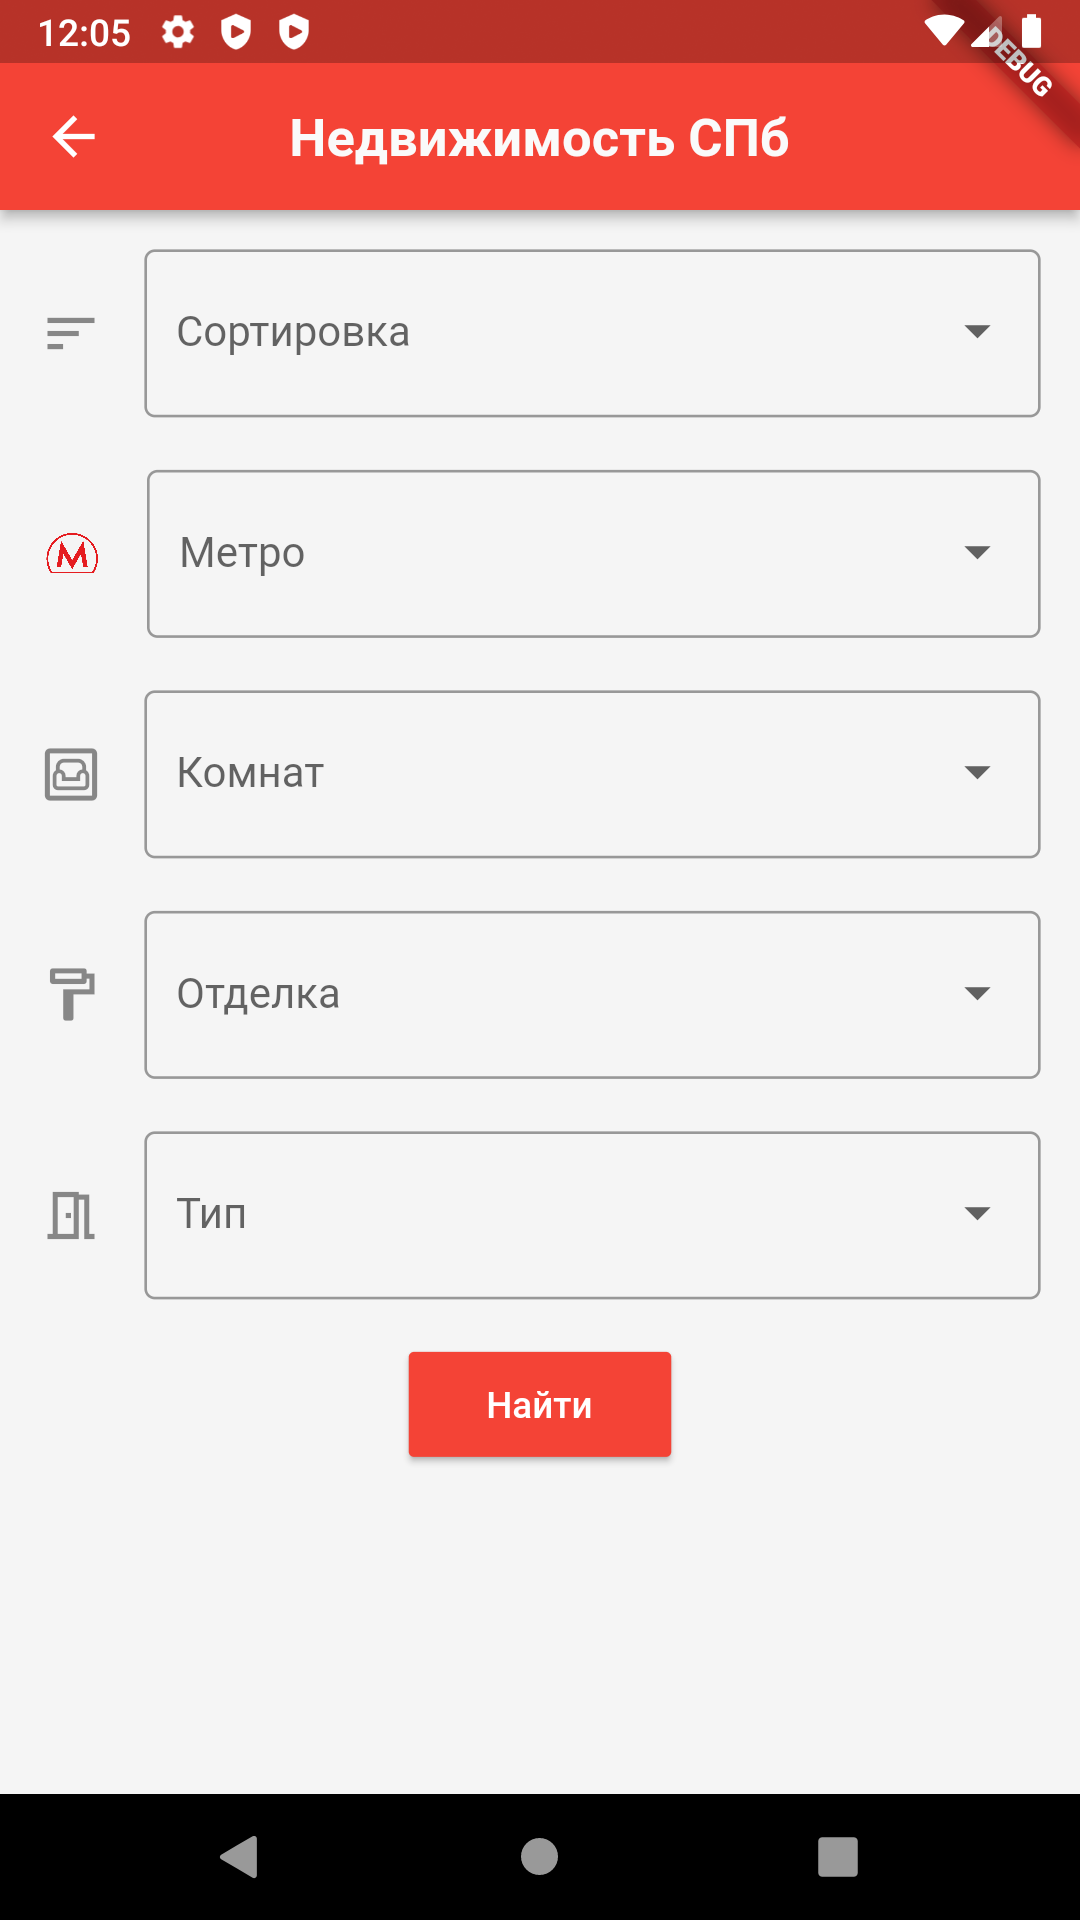 12:05
DEBUG
Недвижимость СПб
Сортировка
М
Метро
Комнат
Отделка
Тип
Найти